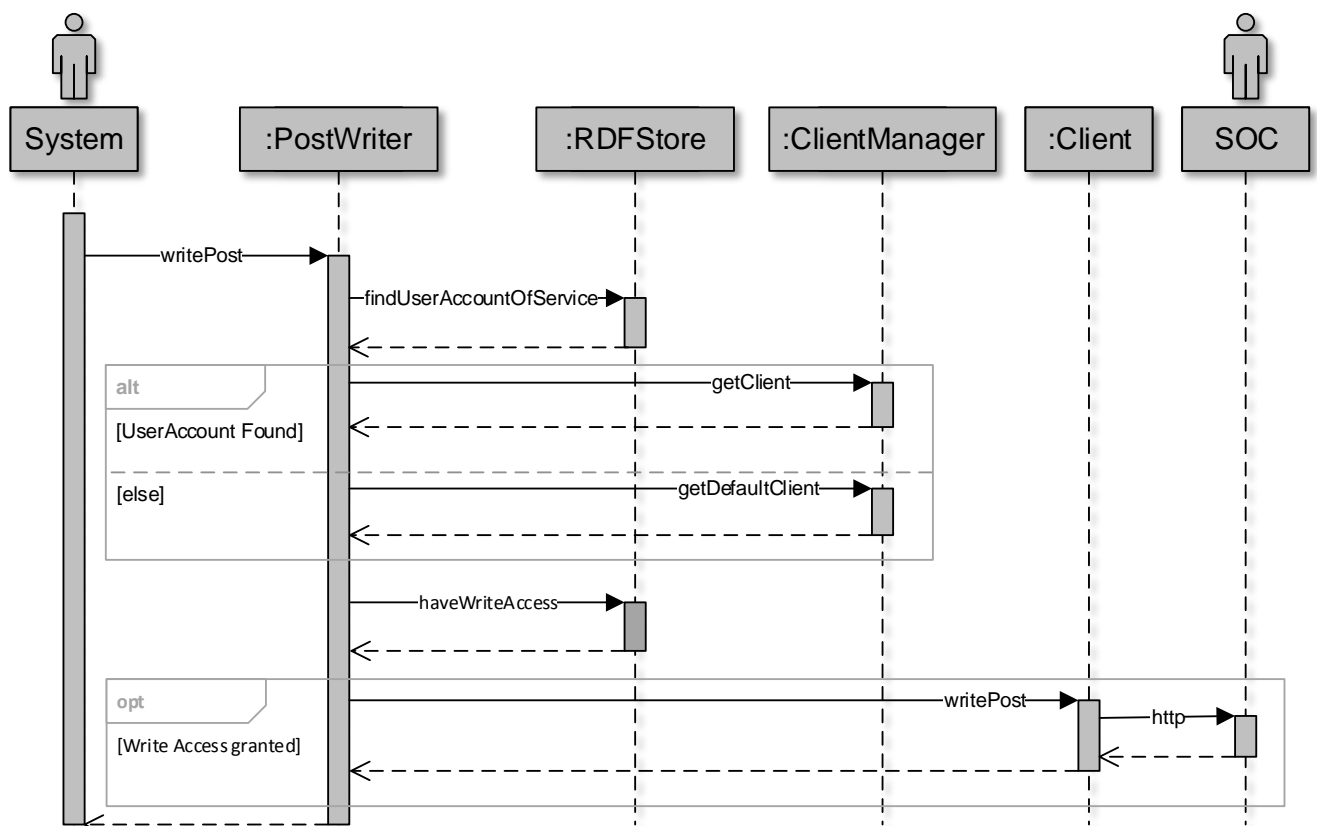 System
:PostWriter
:RDFStore
:ClientManager
:Client
SOC
writePost
findUserAccountOfService
alt
getClient
[UserAccount Found]
[else]
getDefaultClient
haveWriteAccess
opt
writePost
http
[Write Access granted]